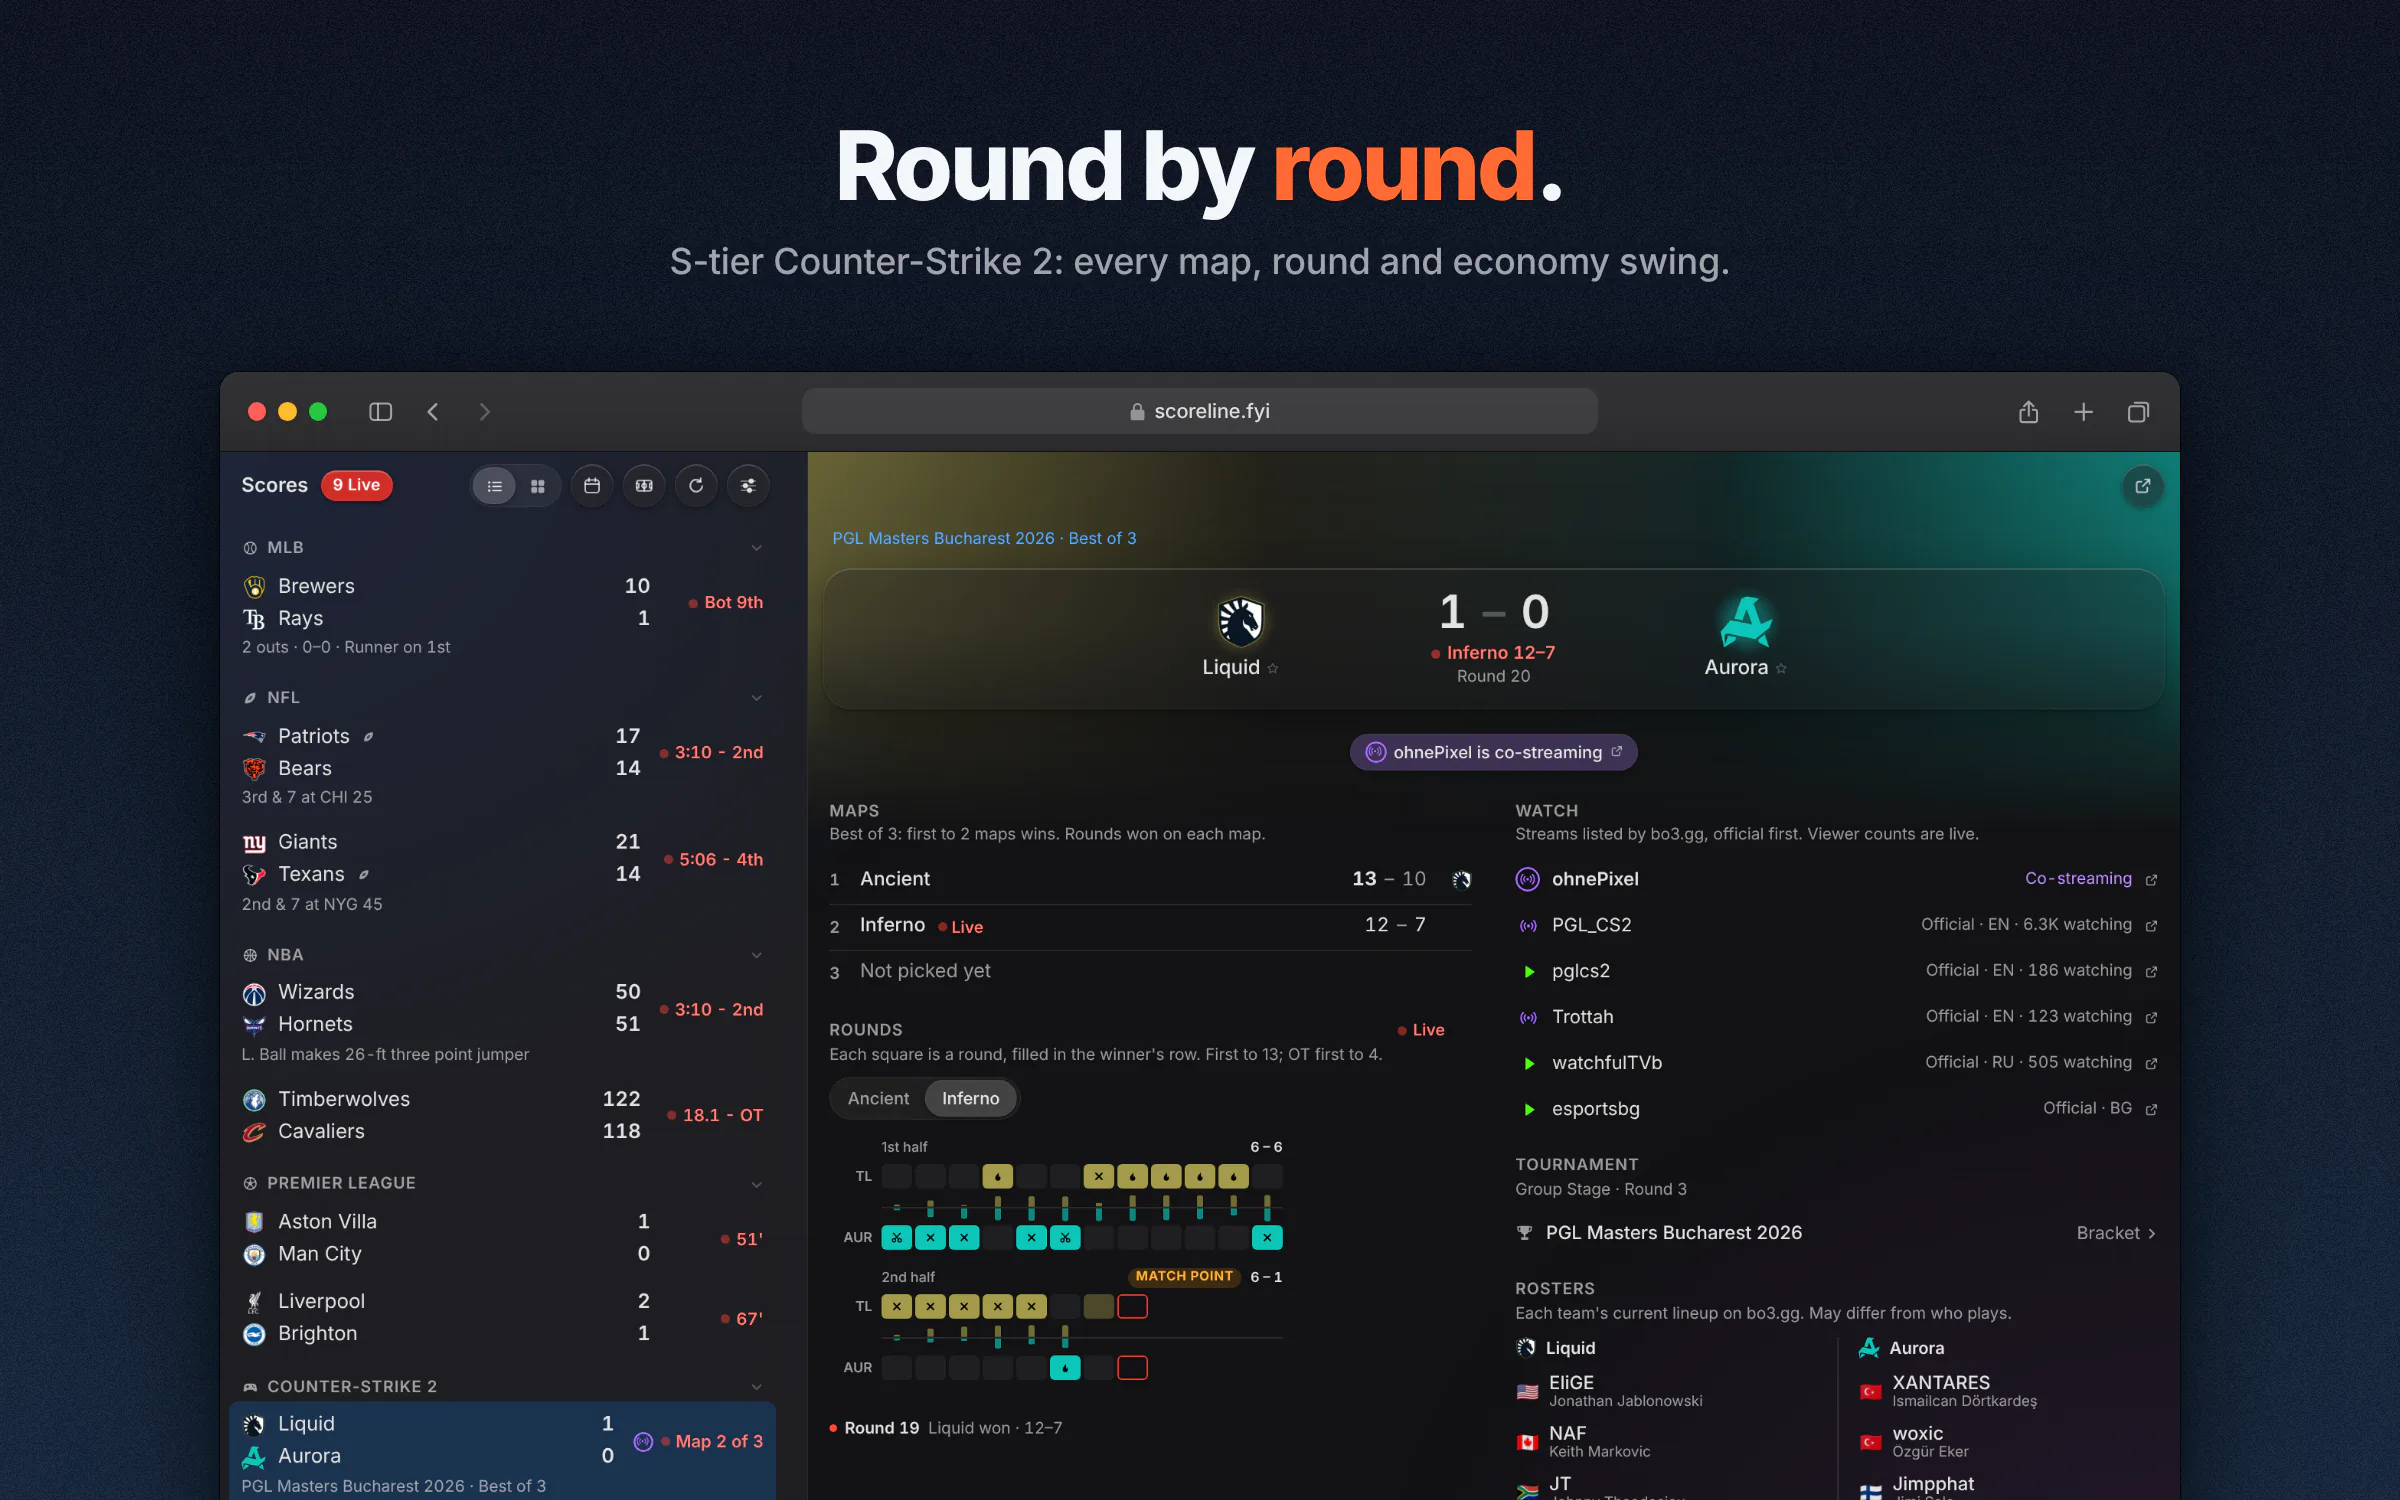 Round by round.
S-tier Counter-Strike 2: every map, round and economy swing.
scoreline.fyi
Scores
9 Live
MLB
Brewers 10
Rays 1
Bot 9th
2 outs · 0–0 · Runner on 1st
NFL
Patriots 17
Bears 14
3:10 - 2nd
3rd & 7 at CHI 25
Giants 21
Texans 14
5:06 - 4th
2nd & 7 at NYG 45
NBA
Wizards 50
Hornets 51
3:10 - 2nd
L. Ball makes 26-ft three point jumper
Timberwolves 122
Cavaliers 118
18.1 - OT
PREMIER LEAGUE
Aston Villa 1
Man City 0
51'
Liverpool 2
Brighton 1
67'
COUNTER-STRIKE 2
Liquid 1
Aurora 0
Map 2 of 3
PGL Masters Bucharest 2026 · Best of 3
PGL Masters Bucharest 2026 · Best of 3
Liquid
1 – 0
Inferno 12–7
Round 20
Aurora
ohnePixel is co-streaming
MAPS
Best of 3: first to 2 maps wins. Rounds won on each map.
1 Ancient 13 – 10
2 Inferno Live 12 – 7
3 Not picked yet
ROUNDS
Live
Each square is a round, filled in the winner's row. First to 13; OT first to 4.
Ancient
Inferno
1st half 6–6
TL
AUR
2nd half MATCH POINT 6–1
TL
AUR
Round 19 Liquid won · 12–7
WATCH
Streams listed by bo3.gg, official first. Viewer counts are live.
ohnePixel Co-streaming
PGL_CS2 Official · EN · 6.3K watching
pglcs2 Official · EN · 186 watching
Trottah Official · EN · 123 watching
watchfulTVb Official · RU · 505 watching
esportsbg Official · BG
TOURNAMENT
Group Stage · Round 3
PGL Masters Bucharest 2026 Bracket
ROSTERS
Each team's current lineup on bo3.gg. May differ from who plays.
Liquid
EliGE
Jonathan Jablonowski
NAF
Keith Markovic
JT
Aurora
XANTARES
Ismailcan Dörtkardeş
woxic
Özgür Eker
Jimpphat